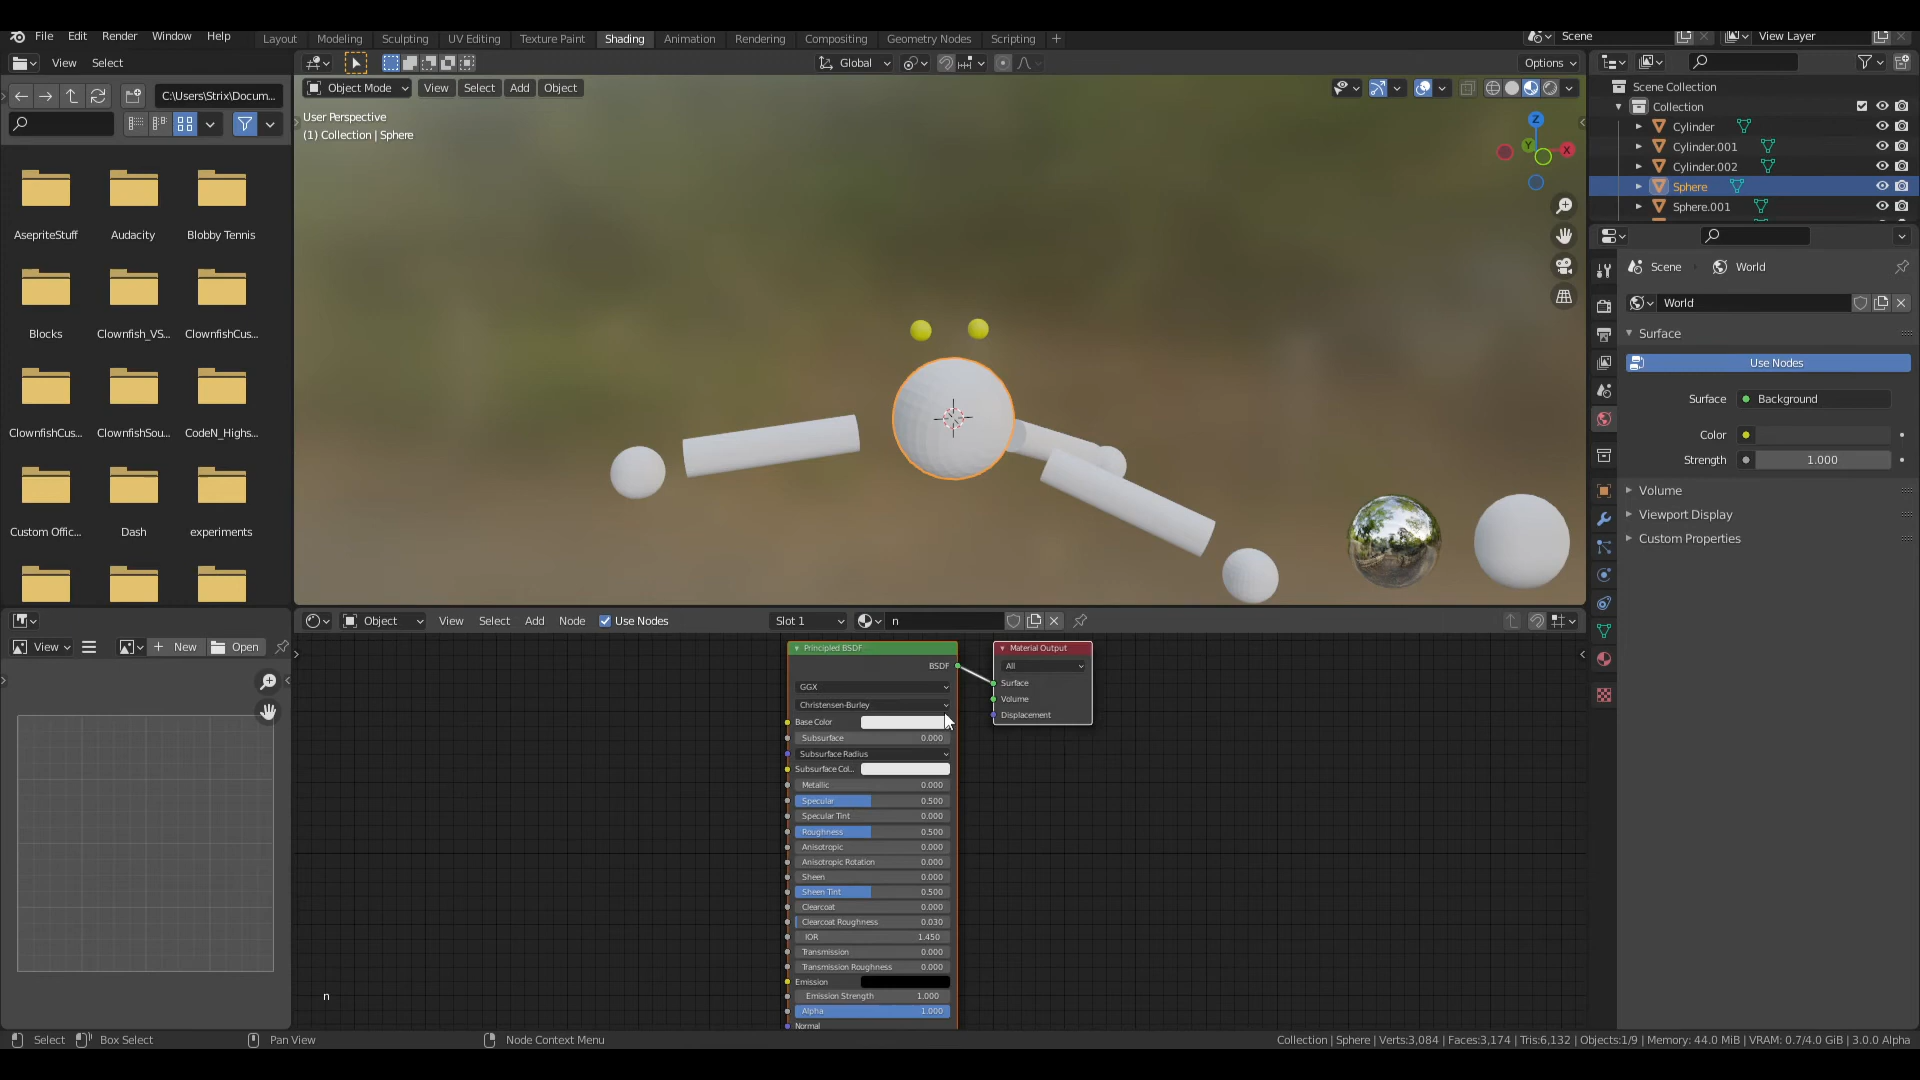 File Edit Render Window Help
Layout Modeling Sculpting UV Editing Texture Paint Shading Animation Rendering Compositing Geometry Nodes Scripting +
Scene View Layer
View Select
Global
Options
C:\Users\Strix\Docum...
Object Mode View Select Add Object
User Perspective
(1) Collection | Sphere
Z
Y
X
AsepriteStuff Audacity Blobby Tennis
Blocks Clownfish_VS... ClownfishCus...
ClownfishCus... ClownfishSou... CodeN_Highs...
Custom Offic... Dash experiments
Scene Collection
Collection
Cylinder
Cylinder.001
Cylinder.002
Sphere
Sphere.001
Scene World
World
Surface
Use Nodes
Surface Background
Color
Strength 1.000
Volume
Viewport Display
Custom Properties
Object View Select Add Node Use Nodes Slot 1 n
View New Open
Principled BSDF
BSDF
GGX
Christensen-Burley
Base Color
Subsurface 0.000
Subsurface Radius
Subsurface Col...
Metallic 0.000
Specular 0.500
Specular Tint 0.000
Roughness 0.500
Anisotropic 0.000
Anisotropic Rotation 0.000
Sheen 0.000
Sheen Tint 0.500
Clearcoat 0.000
Clearcoat Roughness 0.030
IOR 1.450
Transmission 0.000
Transmission Roughness 0.000
Emission
Emission Strength 1.000
Alpha 1.000
Normal
Material Output
All
Surface
Volume
Displacement
n
Select Box Select Pan View Node Context Menu
Collection | Sphere | Verts:3,084 | Faces:3,174 | Tris:6,132 | Objects:1/9 | Memory: 44.0 MiB | VRAM: 0.7/4.0 GiB | 3.0.0 Alpha